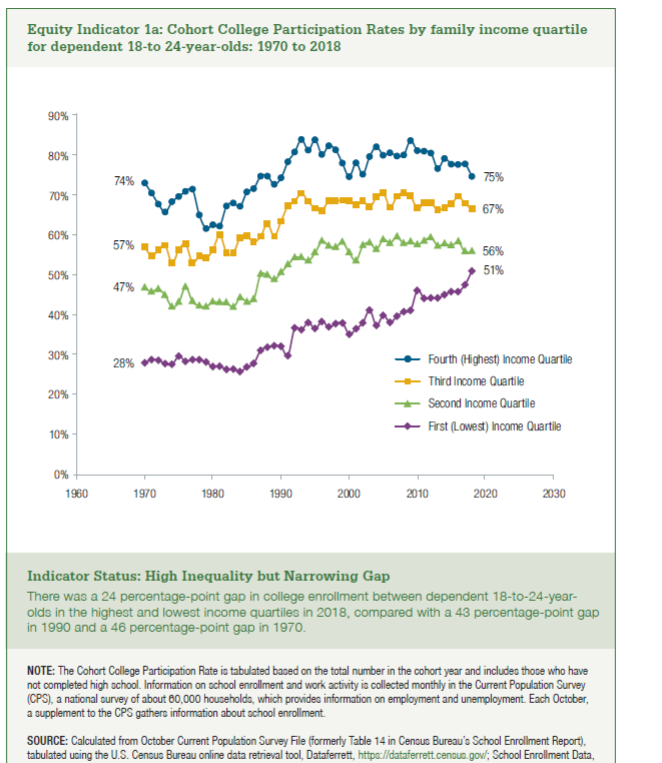 Equity Indicator 1a: Cohort College Participation Rates by family income quartile
for dependent 18-to 24-year-olds: 1970 to 2018
90%
80%
70%
60%
50%
40%
30%
20%
10%
0%
74%
57%
47%
28%
75%
67%
56%
51%
Fourth (Highest) Income Quartile
Third Income Quartile
Second Income Quartile
First (Lowest) Income Quartile
1960 1970 1980 1990 2000 2010 2020 2030
Indicator Status: High Inequality but Narrowing Gap
There was a 24 percentage-point gap in college enrollment between dependent 18-to-24-year-
olds in the highest and lowest income quartiles in 2018, compared with a 43 percentage-point gap
in 1990 and a 46 percentage-point gap in 1970.
NOTE: The Cohort College Participation Rate is tabulated based on the total number in the cohort year and includes those who have
not completed high school. Information on school enrollment and work activity is collected monthly in the Current Population Survey
(CPS), a national survey of about 60,000 households, which provides information on employment and unemployment. Each October,
a supplement to the CPS gathers information about school enrollment.
SOURCE: Calculated from October Current Population Survey File (formerly Table 14 in Census Bureau's School Enrollment Report),
tabulated using the U.S. Census Bureau online data retrieval tool, Dataferrett, https://dataferrett.census.gov/; School Enrollment Data,